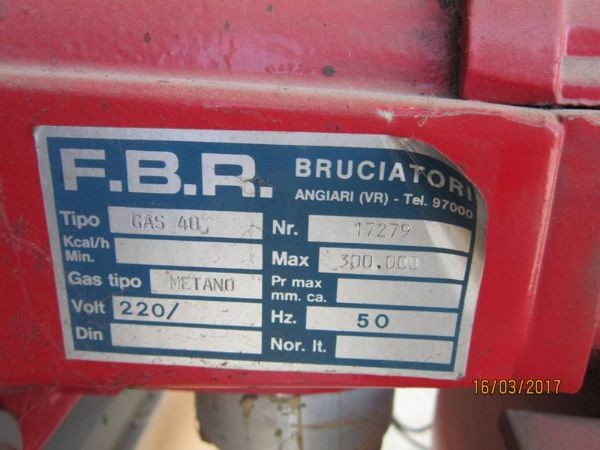 F.B.R. BRUCIATORI
ANGIARI (VR) - Tel. 97000
Tipo GAS 40 Nr. 17279
Kcal/h Min. Max 300.000
Gas tipo METANO Pr max mm. ca.
Volt 220/ Hz. 50
Din Nor. It.
16/03/2017